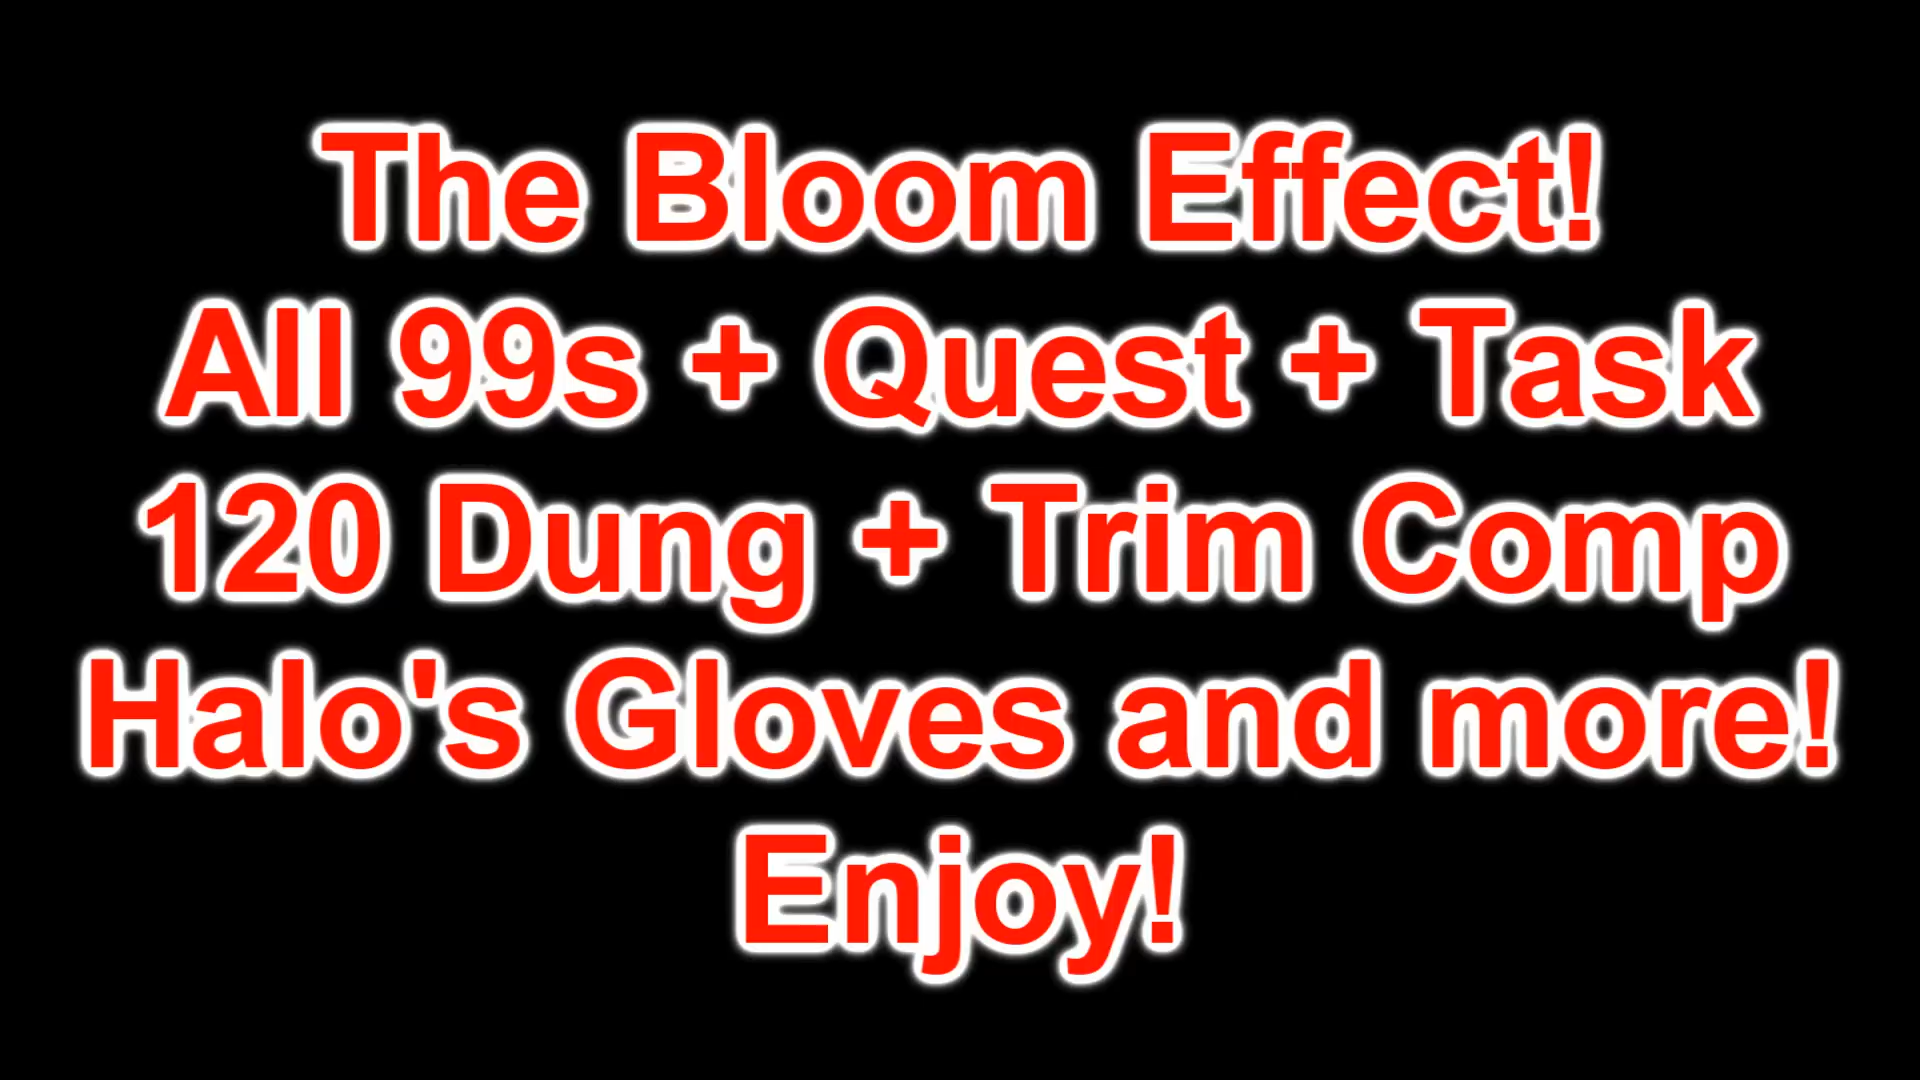 The Bloom Effect!
All 99s + Quest + Task
120 Dung + Trim Comp
Halo's Gloves and more!
Enjoy!